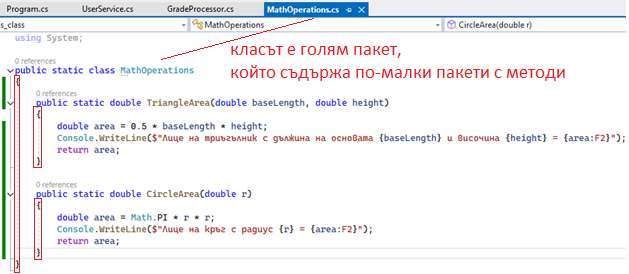 Program.cs UserService.cs GradeProcessor.cs MathOperations.cs
s_class MathOperations CircleArea(double r)
using System;
класът е голям пакет,
който съдържа по-малки пакети с методи
0 references
public static class MathOperations
{
0 references
public static double TriangleArea(double baseLength, double height)
{
double area = 0.5 * baseLength * height;
Console.WriteLine($"Лице на триъгълник с дължина на основата {baseLength} и височина {height} = {area:F2}");
return area;
}
0 references
public static double CircleArea(double r)
{
double area = Math.PI * r * r;
Console.WriteLine($"Лице на кръг с радиус {r} = {area:F2}");
return area;
}
}